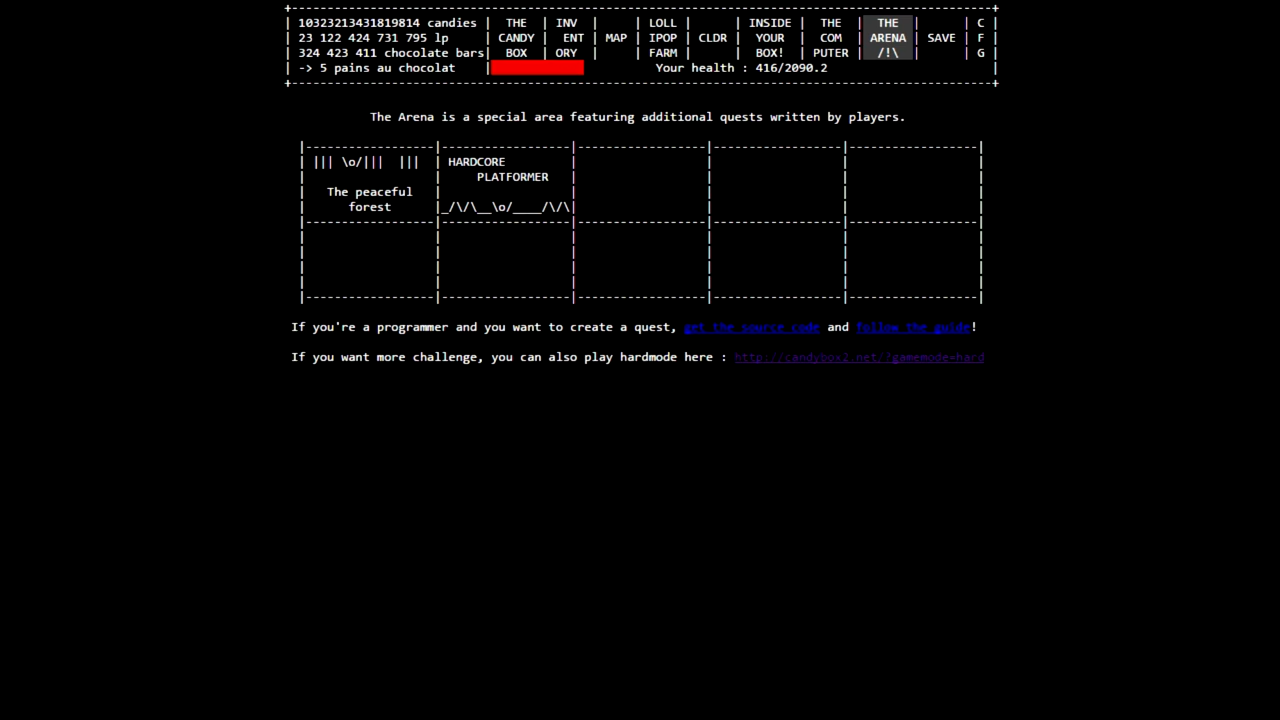 +--------------------------------------------------------------------------------------------------+
| 10323213431819814 candies | THE | INV | | LOLL | | INSIDE | THE | THE | | C |
| 23 122 424 731 795 lp | CANDY | ENT | MAP | IPOP | CLDR | YOUR | COM | ARENA | SAVE | F |
| 324 423 411 chocolate bars| BOX | ORY | | FARM | | BOX! | PUTER | /!\ | | G |
| -> 5 pains au chocolat | Your health : 416/2090.2 |
+--------------------------------------------------------------------------------------------------+
The Arena is a special area featuring additional quests written by players.
|------------------|------------------|------------------|------------------|------------------|
| ||| \o/||| ||| | HARDCORE | | | |
| | PLATFORMER | | | |
| The peaceful | | | | |
| forest |_/\/\__\o/____/\/\| | | |
|------------------|------------------|------------------|------------------|------------------|
| | | | | |
| | | | | |
| | | | | |
| | | | | |
|------------------|------------------|------------------|------------------|------------------|
If you're a programmer and you want to create a quest, get the source code and follow the guide!
If you want more challenge, you can also play hardmode here : http://candybox2.net/?gamemode=hard